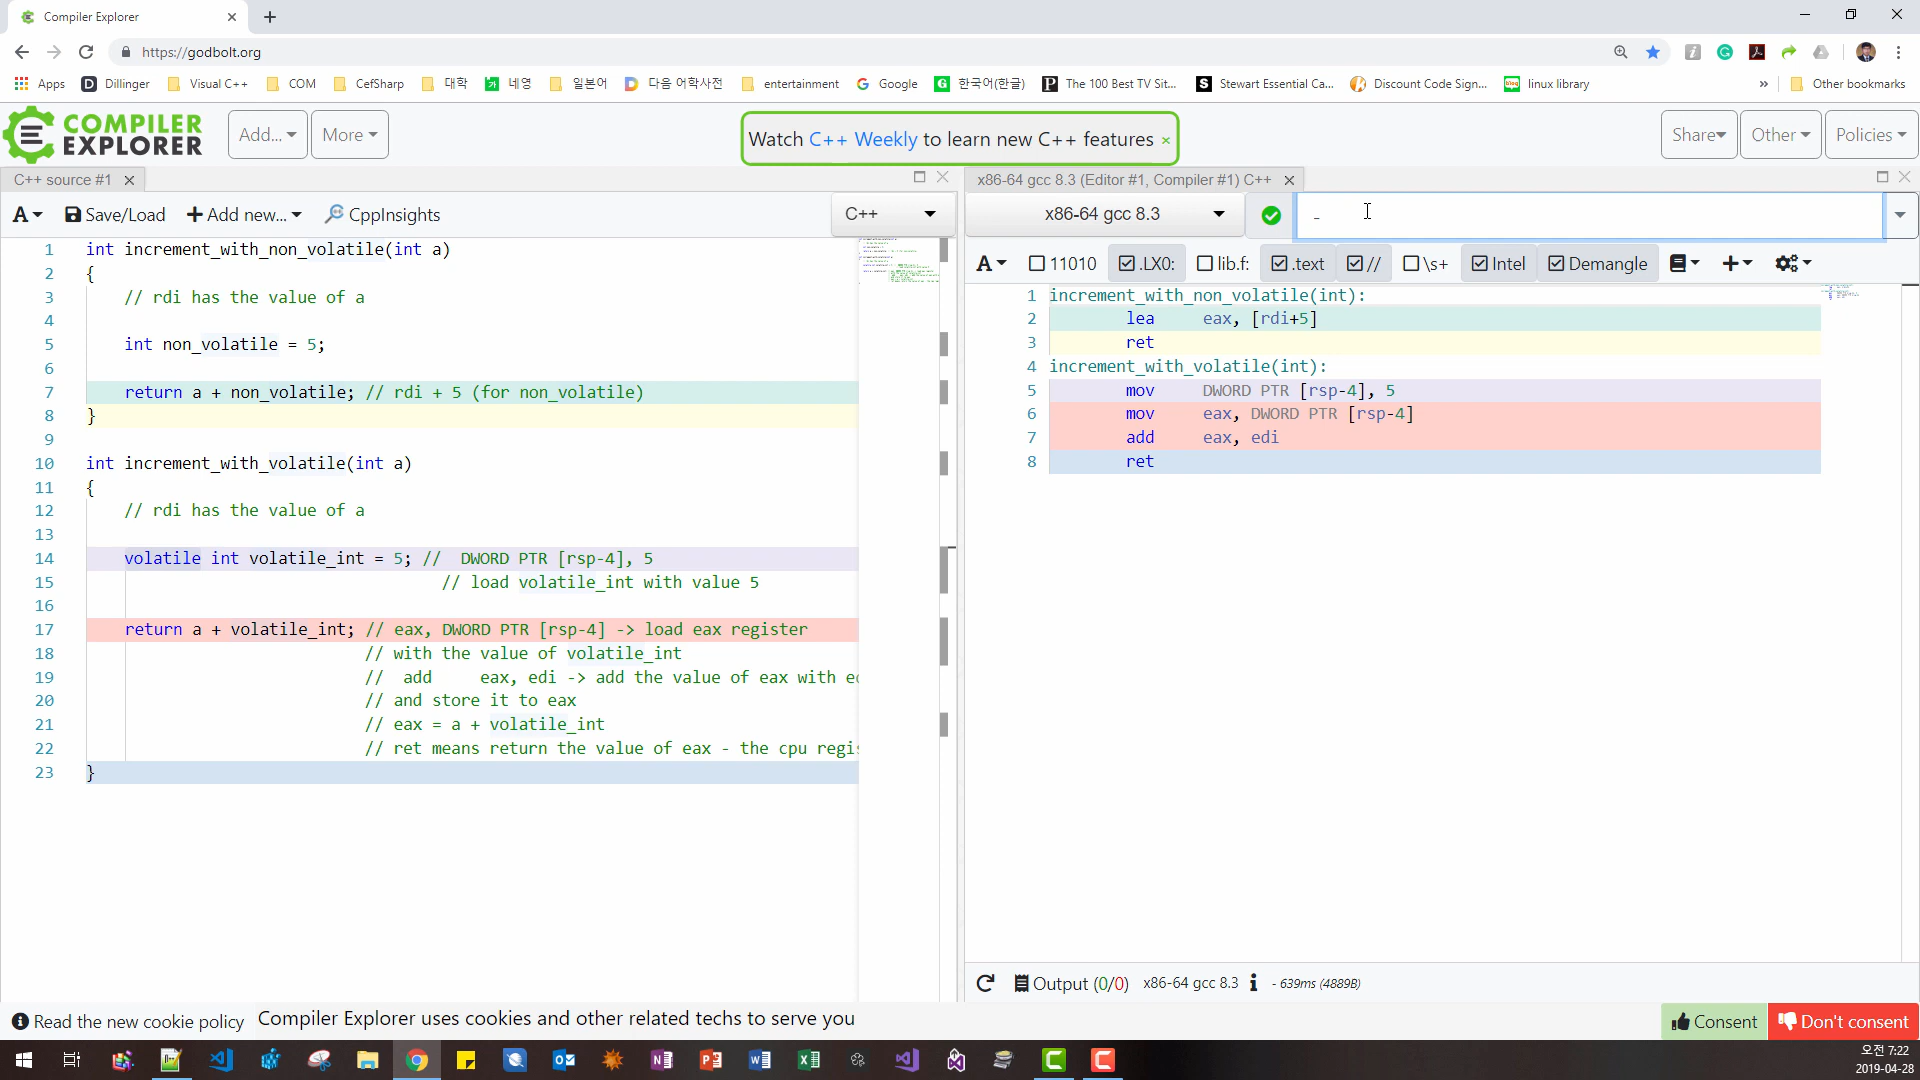 Compiler Explorer
https://godbolt.org
Apps Dillinger Visual C++ COM CefSharp 대학 네영 일본어 다음 어학사전 entertainment Google 한국어(한글) The 100 Best TV Sit... Stewart Essential Ca... Discount Code Sign... linux library » Other bookmarks
COMPILER
EXPLORER
Add... More
Watch C++ Weekly to learn new C++ features ×
Share Other Policies
C++ source #1
x86-64 gcc 8.3 (Editor #1, Compiler #1) C++
A Save/Load Add new... CppInsights C++
x86-64 gcc 8.3
-
A 11010 .LX0: lib.f: .text // \s+ Intel Demangle
1 int increment_with_non_volatile(int a)
2 {
3 // rdi has the value of a
4
5 int non_volatile = 5;
6
7 return a + non_volatile; // rdi + 5 (for non_volatile)
8 }
9
10 int increment_with_volatile(int a)
11 {
12 // rdi has the value of a
13
14 volatile int volatile_int = 5; //  DWORD PTR [rsp-4], 5
15 // load volatile_int with value 5
16
17 return a + volatile_int; // eax, DWORD PTR [rsp-4] -> load eax register
18 // with the value of volatile_int
19 //  add     eax, edi -> add the value of eax with
20 // and store it to eax
21 // eax = a + volatile_int
22 // ret means return the value of eax - the cpu
23 }
1 increment_with_non_volatile(int):
2 lea eax, [rdi+5]
3 ret
4 increment_with_volatile(int):
5 mov DWORD PTR [rsp-4], 5
6 mov eax, DWORD PTR [rsp-4]
7 add eax, edi
8 ret
Output (0/0) x86-64 gcc 8.3 - 639ms (4889B)
Read the new cookie policy Compiler Explorer uses cookies and other related techs to serve you
Consent Don't consent
오전 7:22
2019-04-28